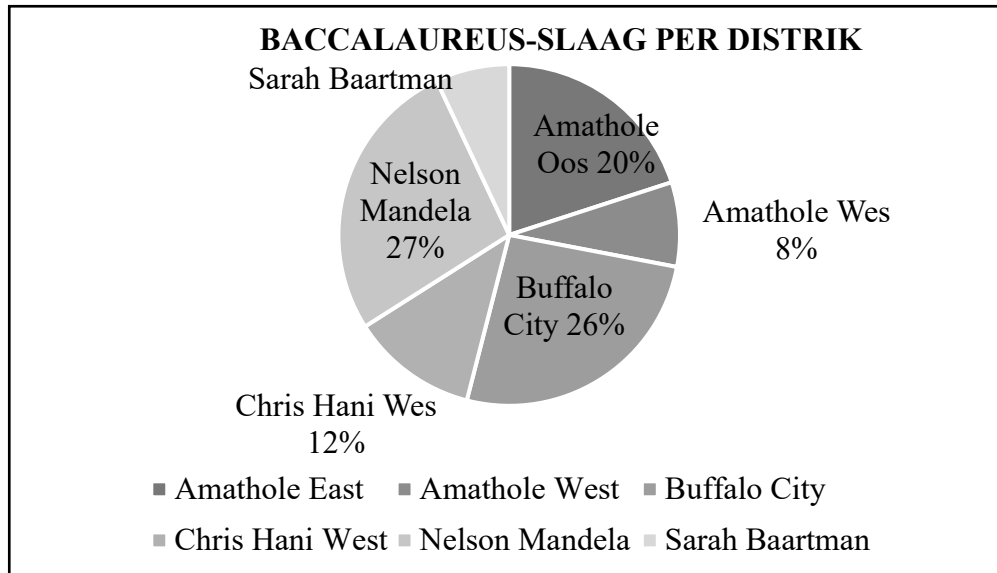 BACCALAUREUS-SLAAG PER DISTRIK
Sarah Baartman
Amathole
Oos 20%
Nelson
Mandela
27%
Amathole Wes
8%
Buffalo
City 26%
Chris Hani Wes
12%
Amathole East
Amathole West
Buffalo City
Chris Hani West
Nelson Mandela
Sarah Baartman